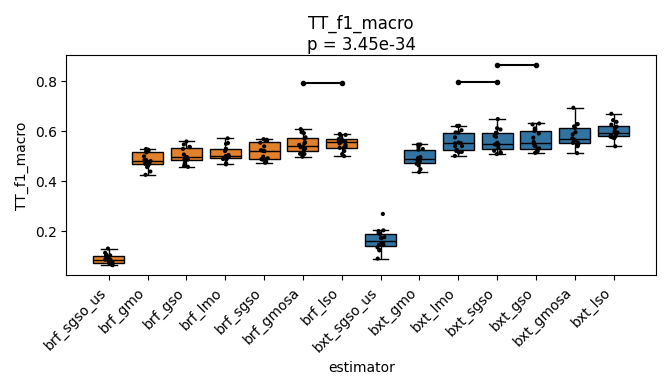 TT_f1_macro
p = 3.45e-34
TT_f1_macro
0.8
0.6
0.4
0.2
brf_sgso_us
brf_gmo
brf_gso
brf_lmo
brf_sgso
brf_gmosa
brf_lso
bxt_sgso_us
bxt_gmo
bxt_lmo
bxt_sgso
bxt_gso
bxt_gmosa
bxt_lso
estimator